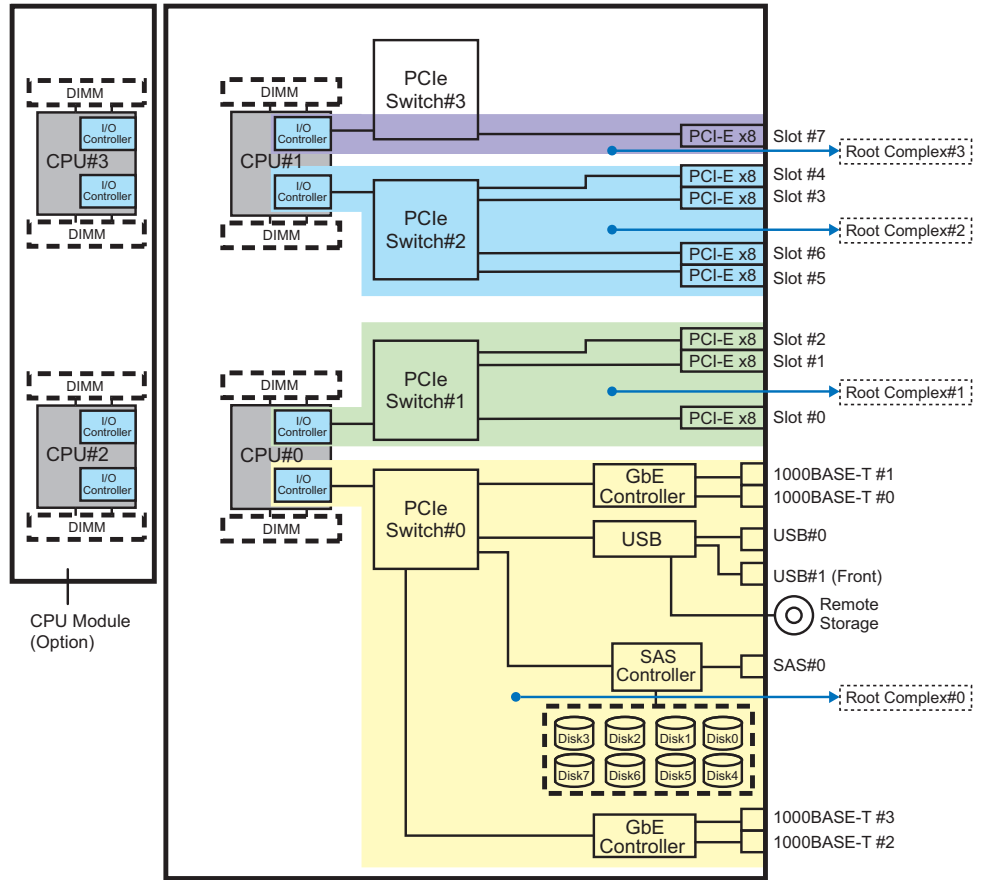 DIMM
I/O
Controller
CPU#3
I/O
Controller
DIMM
DIMM
I/O
Controller
CPU#2
I/O
Controller
DIMM
CPU Module
(Option)
DIMM
I/O
Controller
CPU#1
I/O
Controller
DIMM
PCIe
Switch#3
PCI-E x8
Slot #7
Root Complex#3
PCIe
Switch#2
PCI-E x8
Slot #4
PCI-E x8
Slot #3
Root Complex#2
PCI-E x8
Slot #6
PCI-E x8
Slot #5
DIMM
I/O
Controller
CPU#0
I/O
Controller
DIMM
PCIe
Switch#1
PCI-E x8
Slot #2
PCI-E x8
Slot #1
Root Complex#1
PCI-E x8
Slot #0
PCIe
Switch#0
GbE
Controller
1000BASE-T #1
1000BASE-T #0
USB
USB#0
USB#1 (Front)
Remote
Storage
SAS
Controller
SAS#0
Root Complex#0
Disk3
Disk2
Disk1
Disk0
Disk7
Disk6
Disk5
Disk4
GbE
Controller
1000BASE-T #3
1000BASE-T #2